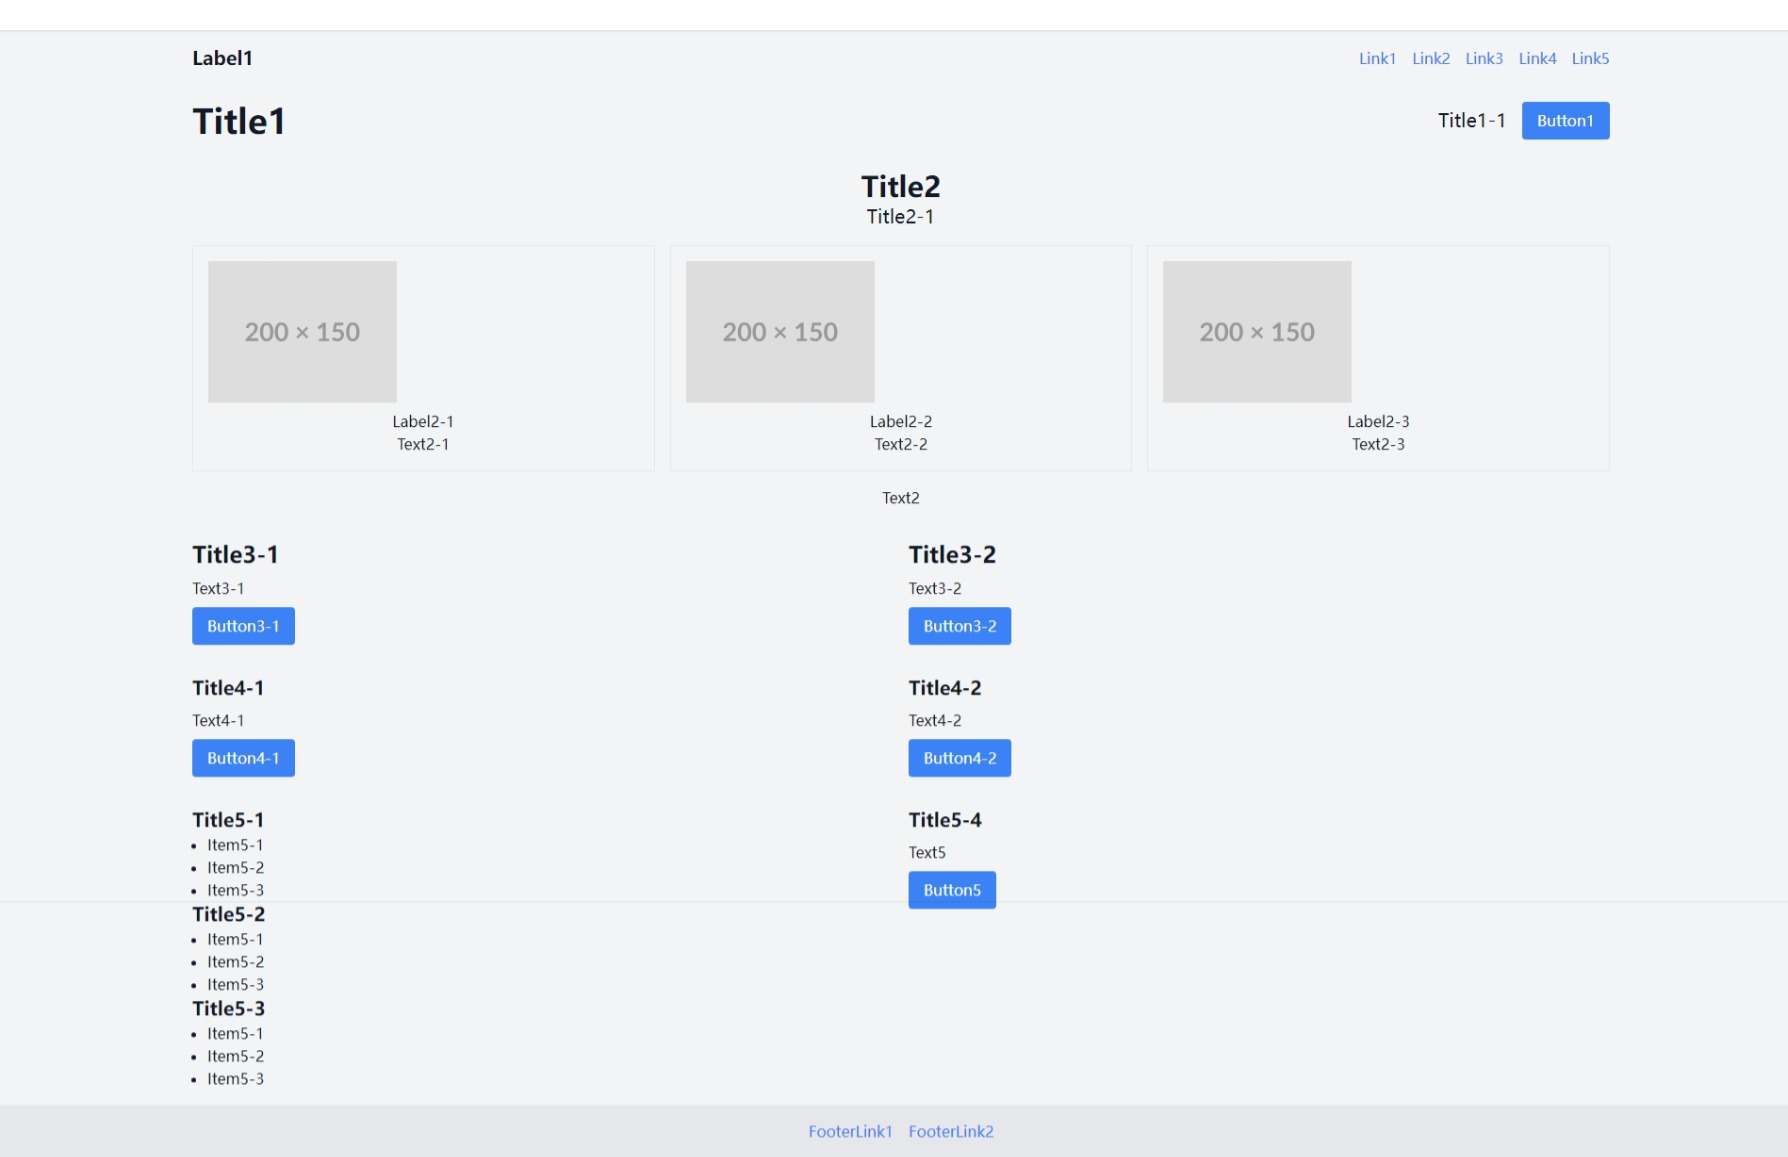 Label1
Link1 Link2 Link3 Link4 Link5
Title1
Title1-1 Button1
Title2
Title2-1
200 × 150
Label2-1
Text2-1
200 × 150
Label2-2
Text2-2
200 × 150
Label2-3
Text2-3
Text2
Title3-1
Text3-1
Button3-1
Title3-2
Text3-2
Button3-2
Title4-1
Text4-1
Button4-1
Title4-2
Text4-2
Button4-2
Title5-1
Item5-1
Item5-2
Item5-3
Title5-2
Item5-1
Item5-2
Item5-3
Title5-3
Item5-1
Item5-2
Item5-3
Title5-4
Text5
Button5
FooterLink1 FooterLink2